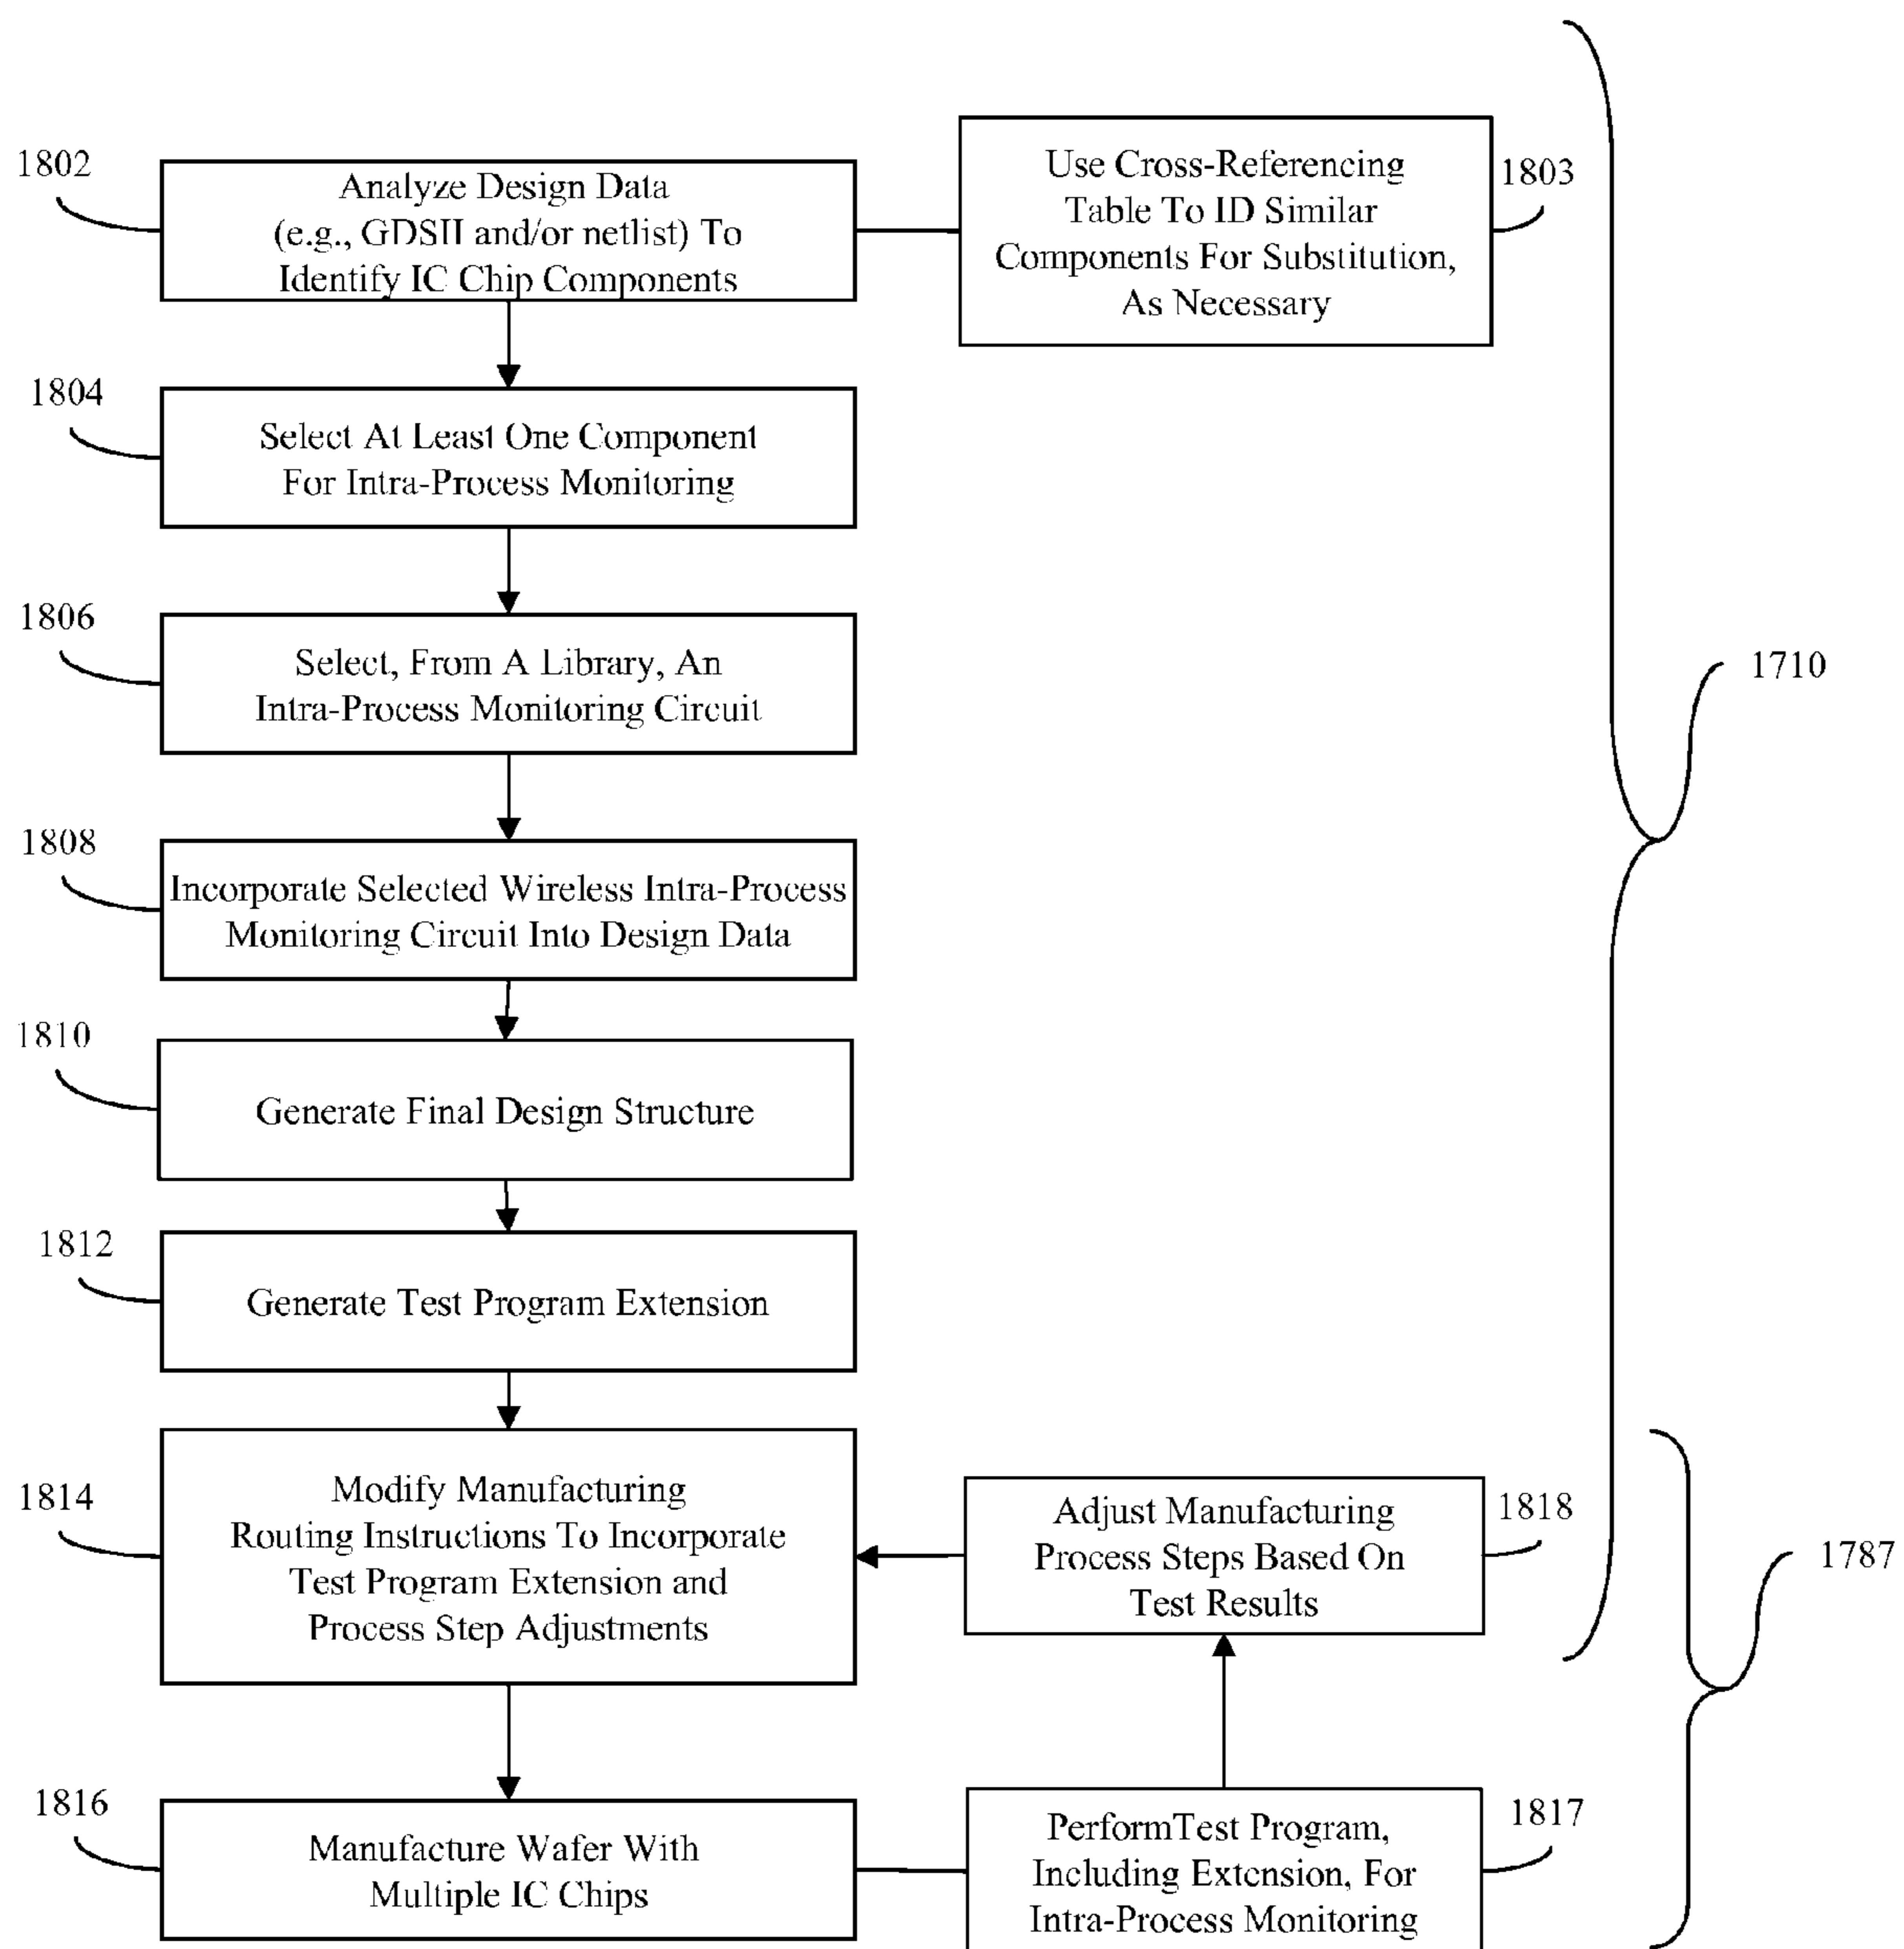 1802
Analyze Design Data
(e.g., GDSII and/or netlist) To
Identify IC Chip Components
Use Cross-Referencing
Table To ID Similar
Components For Substitution,
As Necessary
1803
1804
Select At Least One Component
For Intra-Process Monitoring
1806
Select, From A Library, An
Intra-Process Monitoring Circuit
1710
1808
Incorporate Selected Wireless Intra-Process
Monitoring Circuit Into Design Data
1810
Generate Final Design Structure
1812
Generate Test Program Extension
1814
Modify Manufacturing
Routing Instructions To Incorporate
Test Program Extension and
Process Step Adjustments
Adjust Manufacturing
Process Steps Based On
Test Results
1818
1787
1816
Manufacture Wafer With
Multiple IC Chips
PerformTest Program,
Including Extension, For
Intra-Process Monitoring
1817